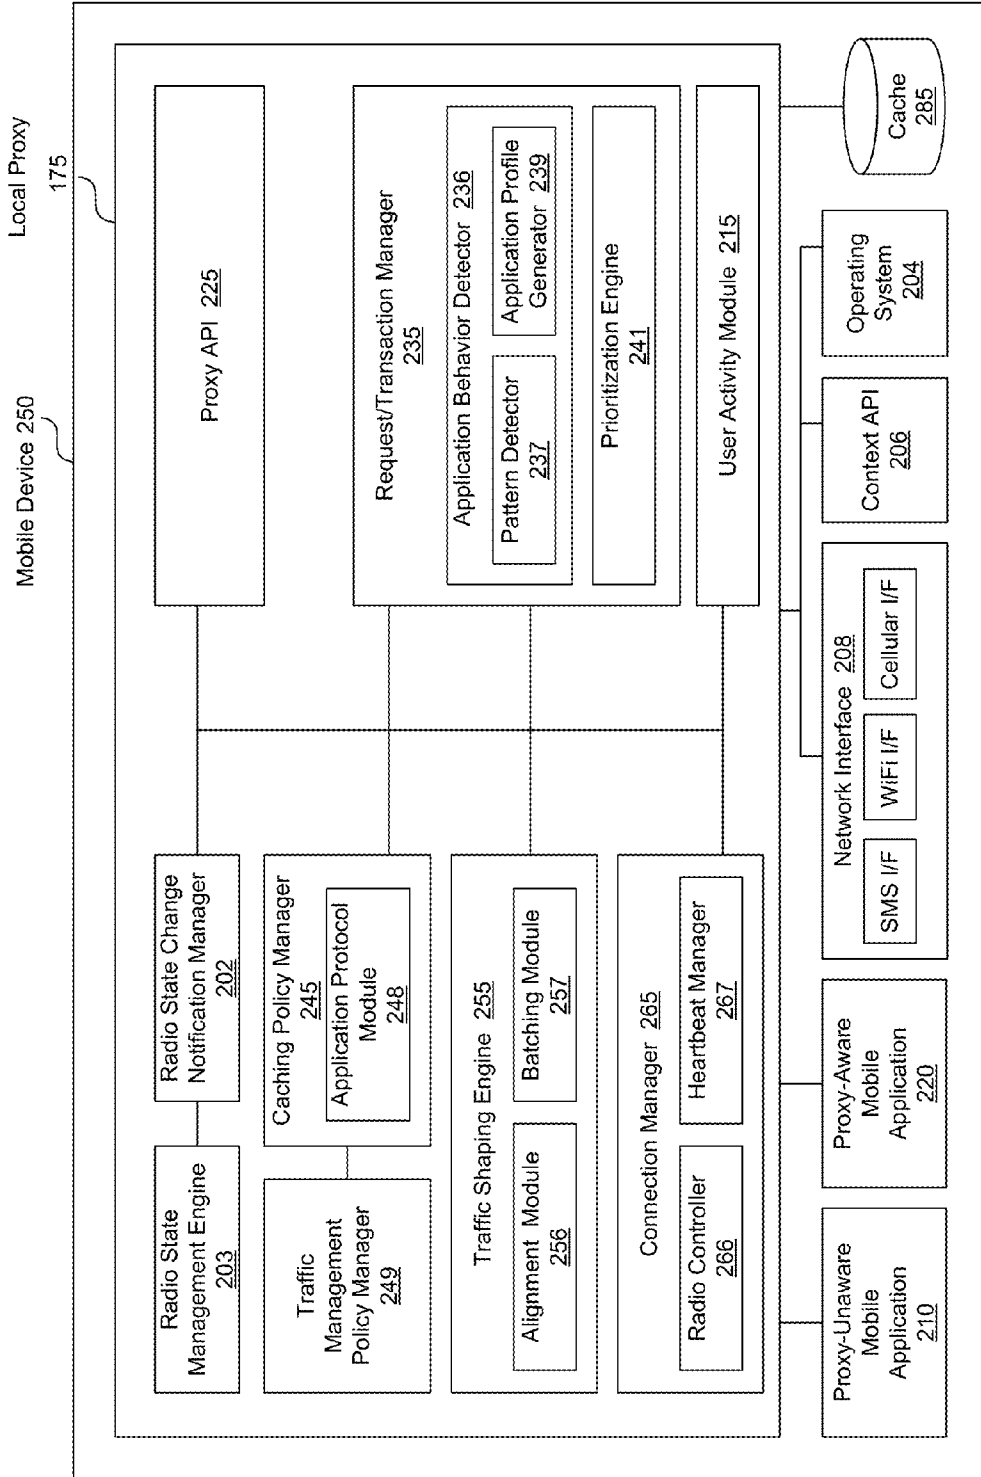 Mobile Device 250
Local Proxy
175
Radio State
Management Engine
203
Radio State Change
Notification Manager
202
Proxy API 225
Traffic
Management
Policy Manager
249
Caching Policy Manager
245
Application Protocol
Module
248
Request/Transaction Manager
235
Application Behavior Detector 236
Pattern Detector
237
Application Profile
Generator 239
Prioritization Engine
241
Traffic Shaping Engine 255
Alignment Module
256
Batching Module
257
Connection Manager 265
Radio Controller
266
Heartbeat Manager
267
User Activity Module 215
Proxy-Unaware
Mobile
Application
210
Proxy-Aware
Mobile
Application
220
Network Interface 208
SMS I/F
WiFi I/F
Cellular I/F
Context API
206
Operating
System
204
Cache
285